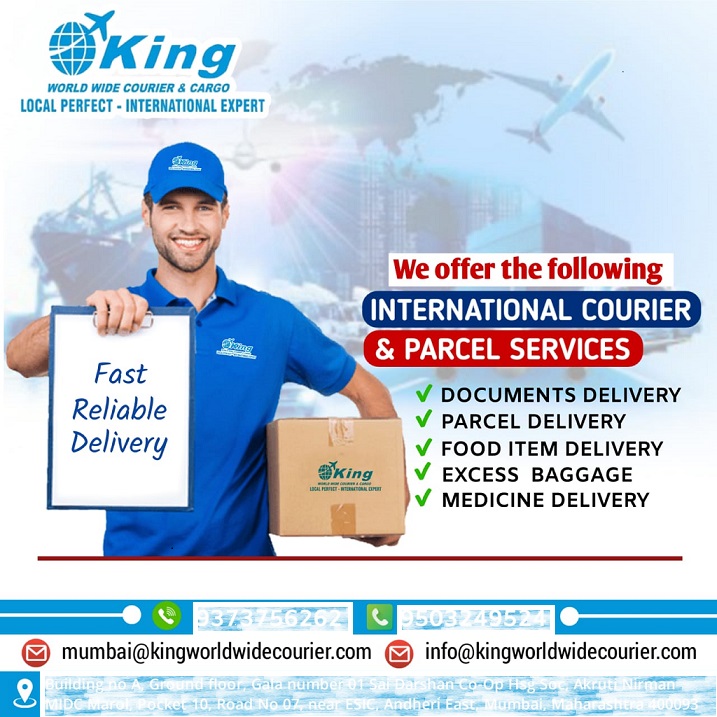 King
WORLD WIDE COURIER & CARGO
LOCAL PERFECT - INTERNATIONAL EXPERT
King
We offer the following
INTERNATIONAL COURIER
& PARCEL SERVICES
King
Fast
Reliable
Delivery
DOCUMENTS DELIVERY
PARCEL DELIVERY
FOOD ITEM DELIVERY
EXCESS BAGGAGE
MEDICINE DELIVERY
King
WORLD WIDE COURIER & CARGO
LOCAL PERFECT - INTERNATIONAL EXPERT
9373756262 9503249524
mumbai@kingworldwidecourier.com info@kingworldwidecourier.com
Building no A, Ground floor, Gala number 01 Sai Darshan Co-Op Hsg Soc, Akruti Nirman
MIDC Marol, Pocket 10, Road No 07, near ESIC, Andheri East, Mumbai, Maharashtra 400093